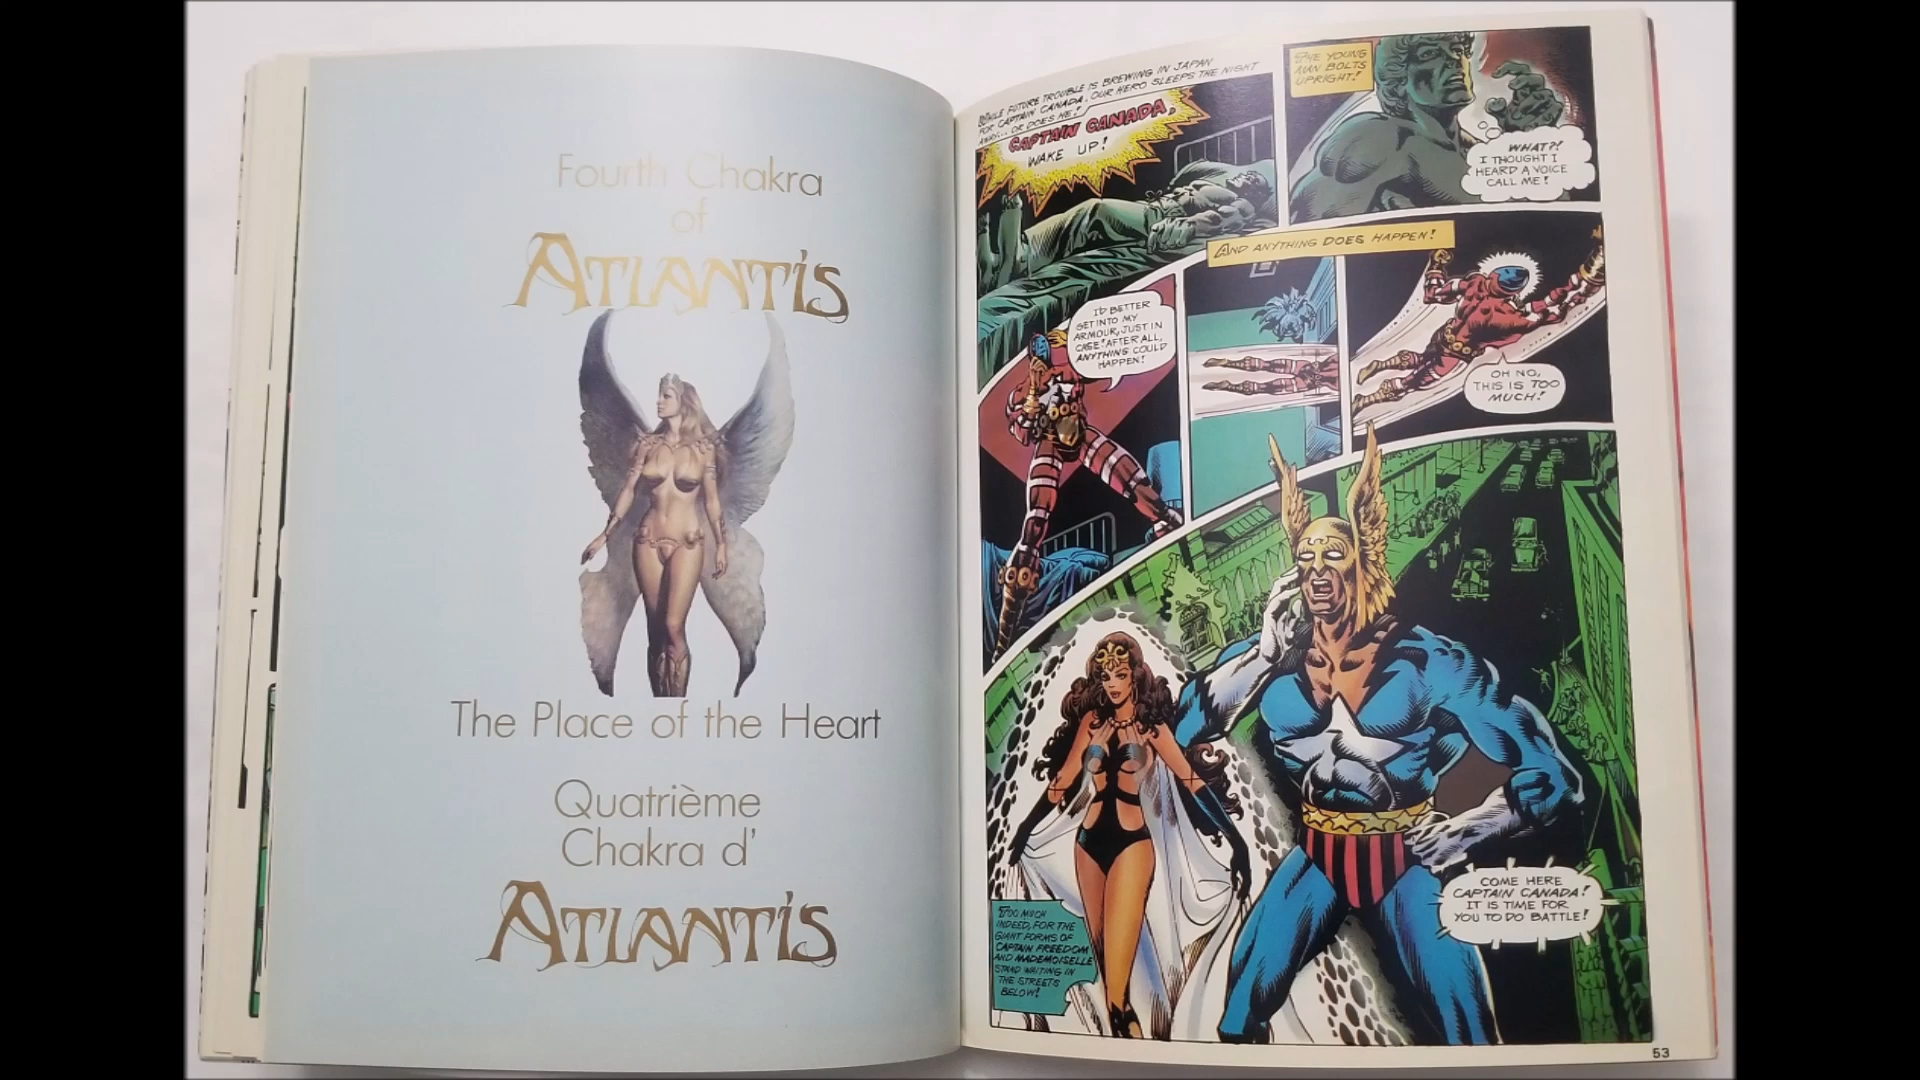 Fourth Chakra
of
ATLANTIS
The Place of the Heart
Quatrième
Chakra d'
ATLANTIS
WHILE FUTURE TROUBLE IS BREWING IN JAPAN
FOR CAPTAIN CANADA, OUR HERO SLEEPS THE NIGHT
AWAY... OR DOES HE?
CAPTAIN CANADA,
WAKE UP!
THE YOUNG
MAN BOLTS
UPRIGHT!
WHAT?!
I THOUGHT I
HEARD A VOICE
CALL ME!
I'D BETTER
GET INTO MY
ARMOUR, JUST IN
CASE! AFTER ALL,
ANYTHING COULD
HAPPEN!
AND ANYTHING DOES HAPPEN!
OH NO,
THIS IS TOO
MUCH!
TOO MUCH
INDEED, FOR THE
GIANT FORMS OF
CAPTAIN FREEDOM
AND MADEMOISELLE
STAND WAITING IN
THE STREETS
BELOW!
COME HERE
CAPTAIN CANADA!
IT IS TIME FOR
YOU TO DO BATTLE!
53